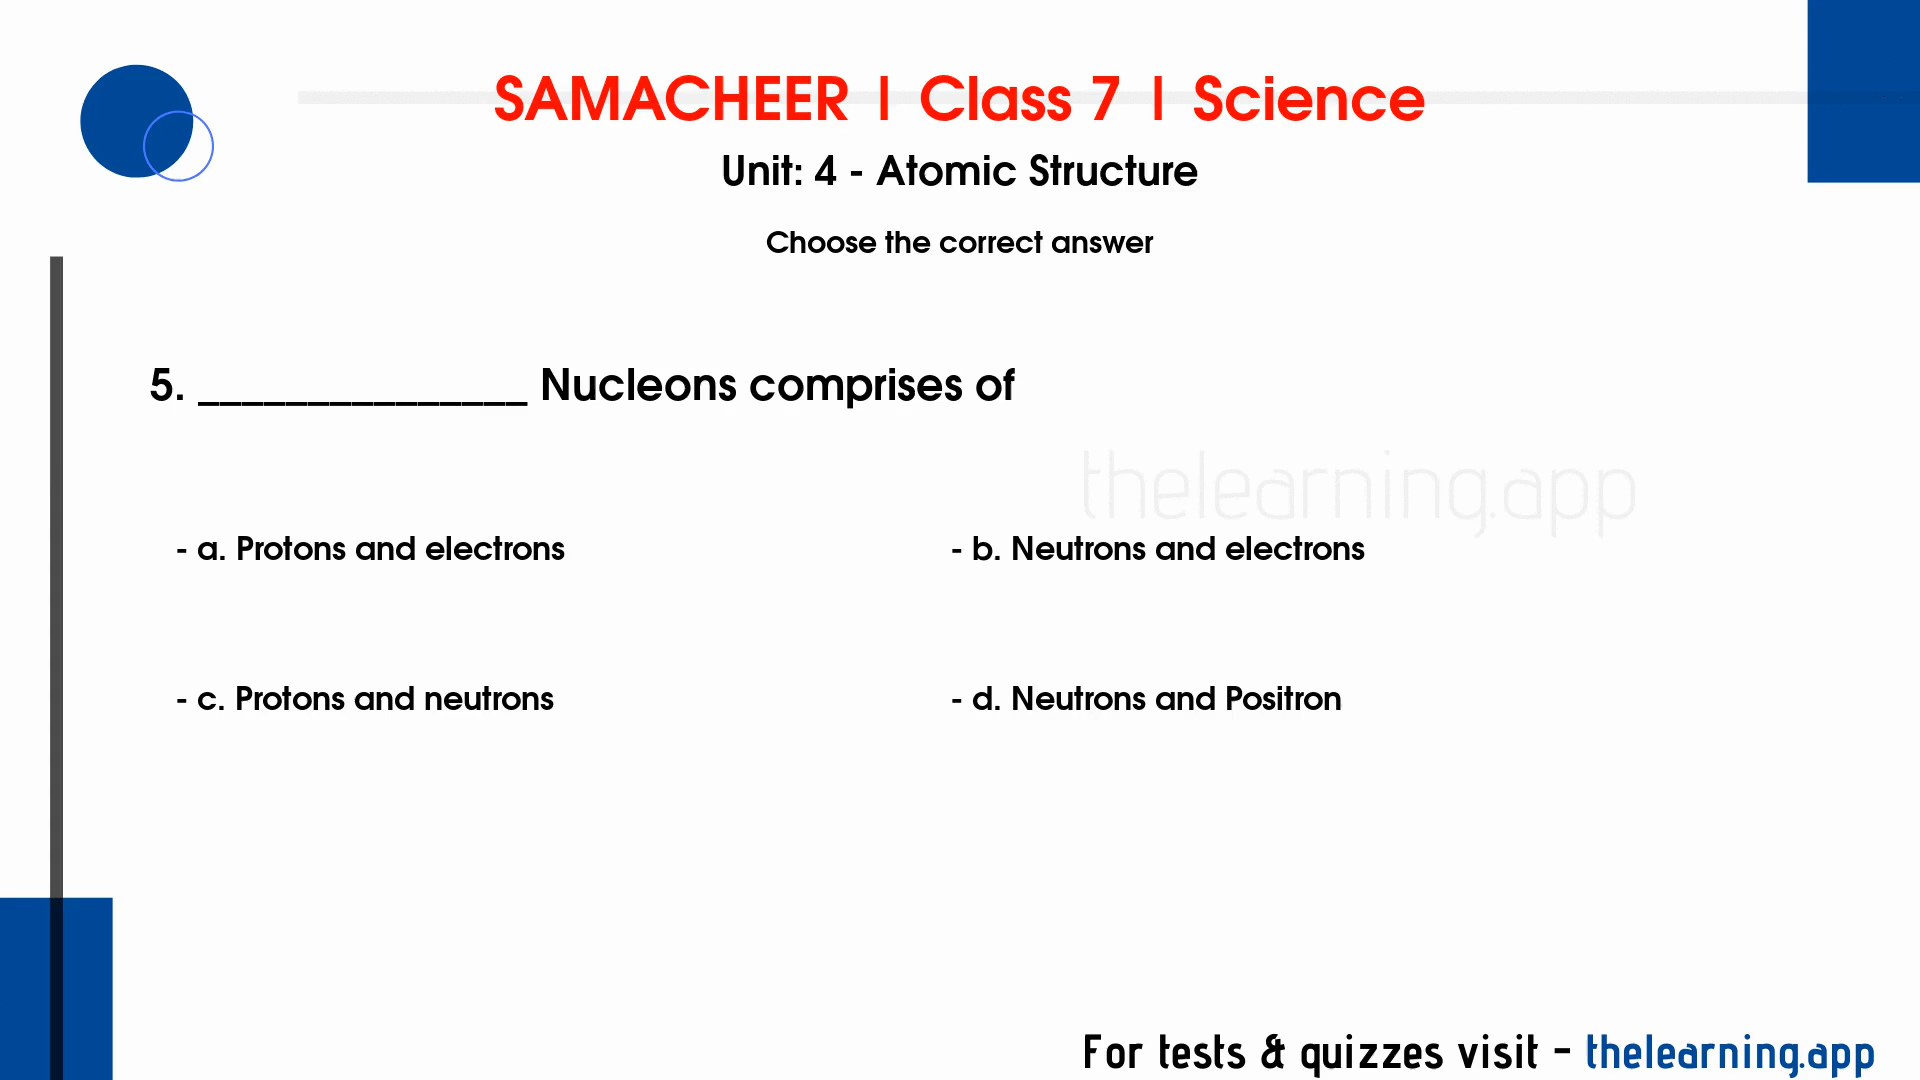 SAMACHEER | Class 7 | Science
Unit: 4 - Atomic Structure
Choose the correct answer
5. _______________ Nucleons comprises of
thelearning.app
- a. Protons and electrons
- b. Neutrons and electrons
- c. Protons and neutrons
- d. Neutrons and Positron
For tests & quizzes visit - thelearning.app